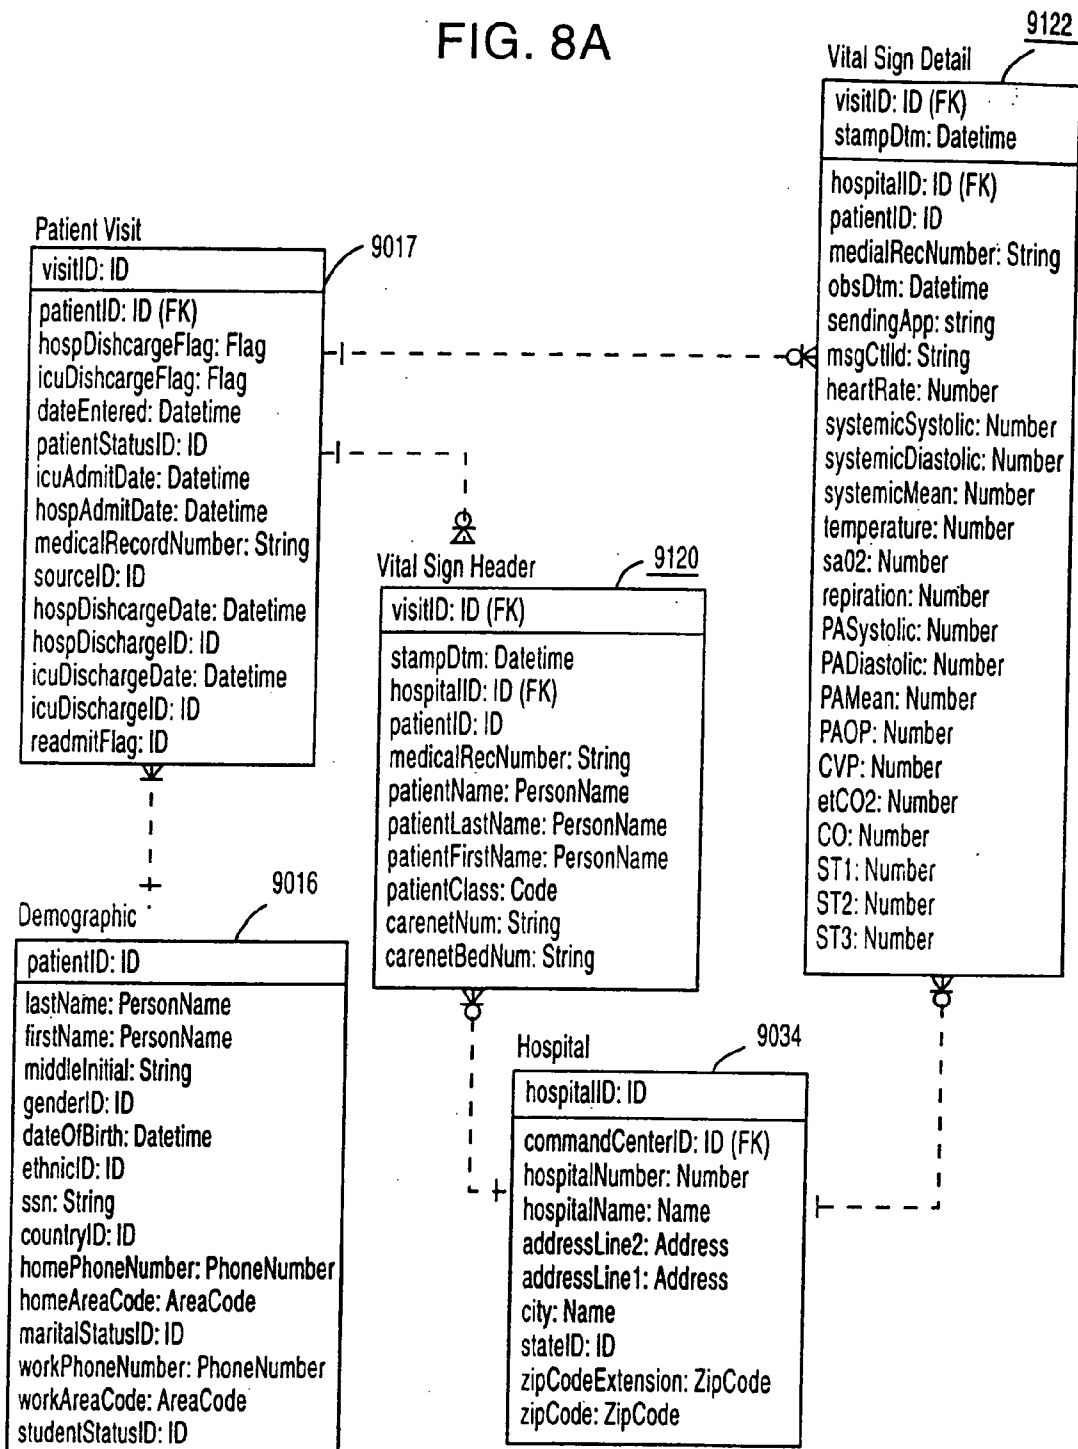 FIG. 8A
9122
Vital Sign Detail
visitID: ID (FK)
stampDtm: Datetime
hospitalID: ID (FK)
patientID: ID
medialRecNumber: String
obsDtm: Datetime
sendingApp: string
msgCtlId: String
heartRate: Number
systemicSystolic: Number
systemicDiastolic: Number
systemicMean: Number
temperature: Number
sa02: Number
repiration: Number
PASystolic: Number
PADiastolic: Number
PAMean: Number
PAOP: Number
CVP: Number
etCO2: Number
CO: Number
ST1: Number
ST2: Number
ST3: Number
Patient Visit
9017
visitID: ID
patientID: ID (FK)
hospDishcargeFlag: Flag
icuDishcargeFlag: Flag
dateEntered: Datetime
patientStatusID: ID
icuAdmitDate: Datetime
hospAdmitDate: Datetime
medicalRecordNumber: String
sourceID: ID
hospDishcargeDate: Datetime
hospDischargeID: ID
icuDischargeDate: Datetime
icuDischargeID: ID
readmitFlag: ID
Vital Sign Header
9120
visitID: ID (FK)
stampDtm: Datetime
hospitalID: ID (FK)
patientID: ID
medicalRecNumber: String
patientName: PersonName
patientLastName: PersonName
patientFirstName: PersonName
patientClass: Code
carenetNum: String
carenetBedNum: String
Demographic
9016
patientID: ID
lastName: PersonName
firstName: PersonName
middleInitial: String
genderID: ID
dateOfBirth: Datetime
ethnicID: ID
ssn: String
countryID: ID
homePhoneNumber: PhoneNumber
homeAreaCode: AreaCode
maritalStatusID: ID
workPhoneNumber: PhoneNumber
workAreaCode: AreaCode
studentStatusID: ID
Hospital
9034
hospitalID: ID
commandCenterID: ID (FK)
hospitalNumber: Number
hospitalName: Name
addressLine2: Address
addressLine1: Address
city: Name
stateID: ID
zipCodeExtension: ZipCode
zipCode: ZipCode